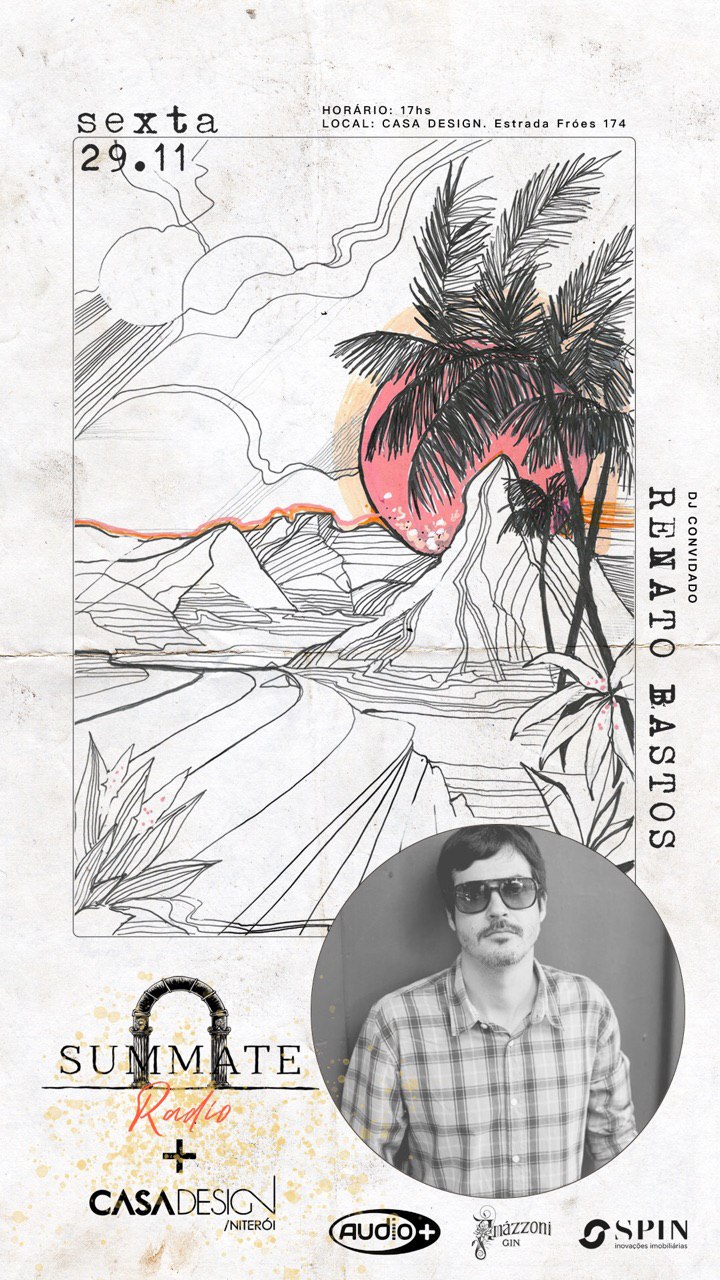 sexta
29.11
HORÁRIO: 17hs
LOCAL: CASA DESIGN. Estrada Fróes 174
DJ CONVIDADO
RENATO BASTOS
SUMMATE
Radio
+
CASADESIGN
/NITERÓI
AUDIO+
Amázzoni
GIN
SPIN
inovações imobiliárias